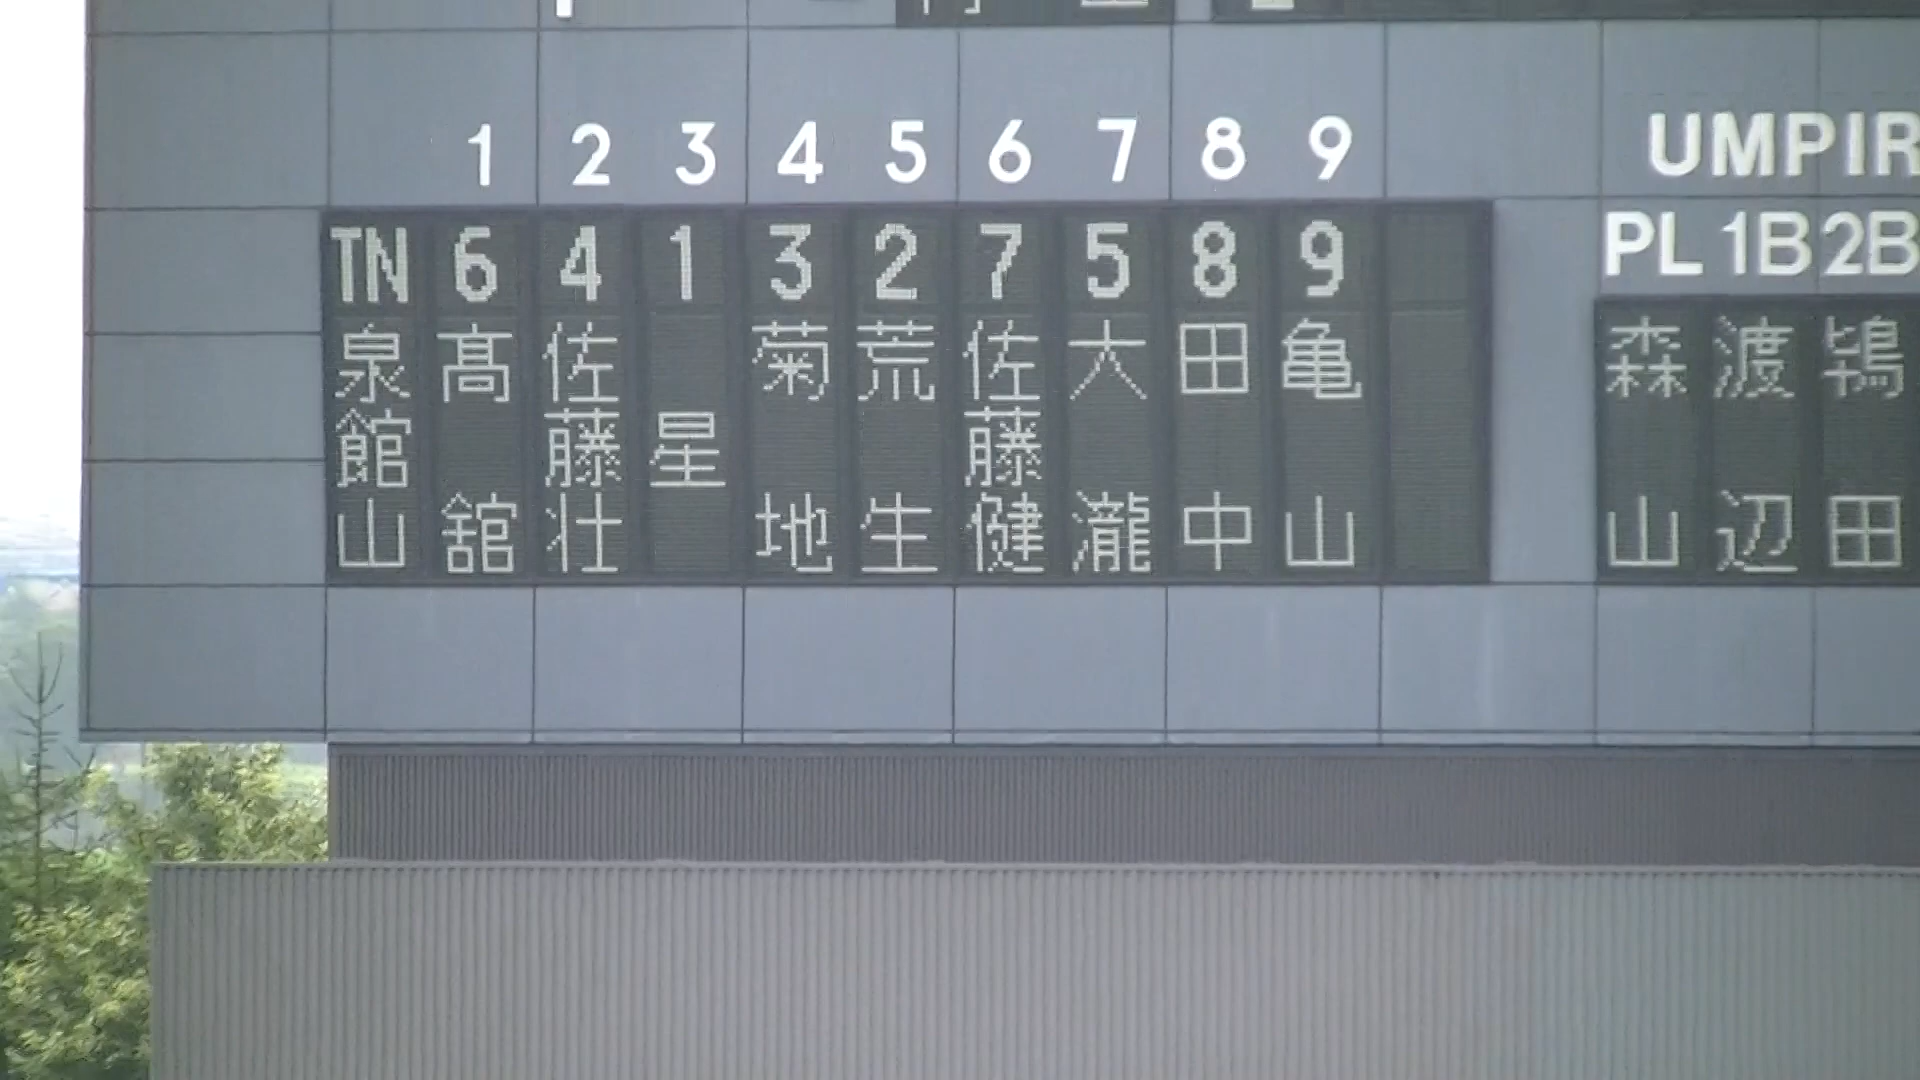 1 2 3 4 5 6 7 8 9
UMPIR
PL 1B 2B
TN 6 4 1 3 2 7 5 8 9
泉館山
髙舘
佐藤壮
星
菊地
荒生
佐藤健
大瀧
田中
亀山
森山
渡辺
鴇田